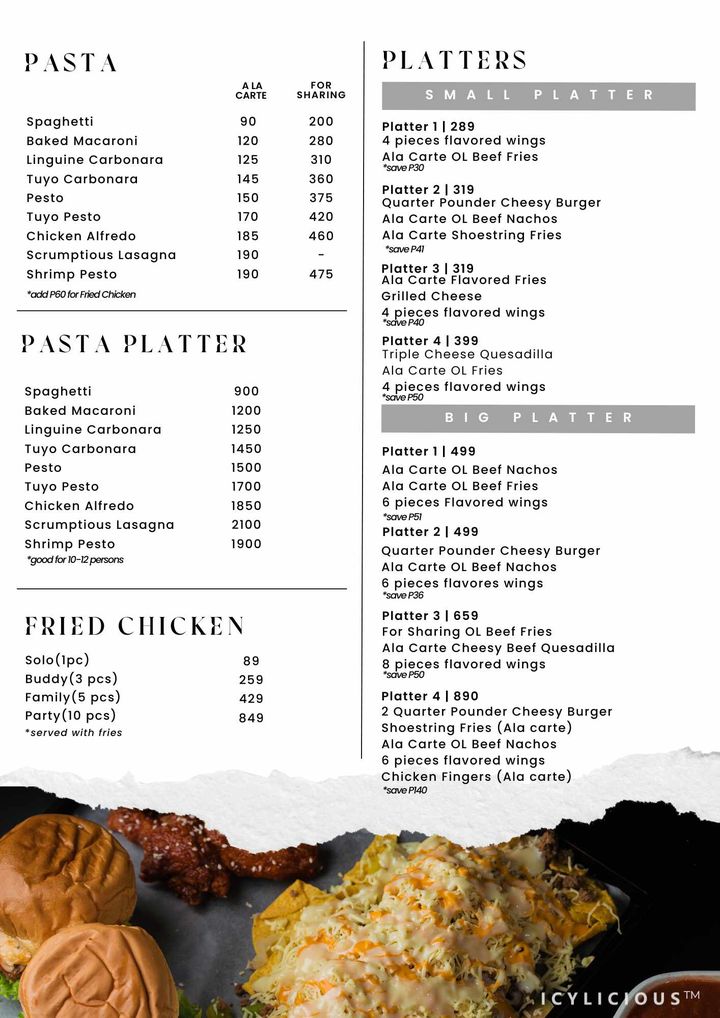 PASTA
A LA CARTE FOR SHARING
Spaghetti 90 200
Baked Macaroni 120 280
Linguine Carbonara 125 310
Tuyo Carbonara 145 360
Pesto 150 375
Tuyo Pesto 170 420
Chicken Alfredo 185 460
Scrumptious Lasagna 190 -
Shrimp Pesto 190 475
*add P60 for Fried Chicken
PASTA PLATTER
Spaghetti 900
Baked Macaroni 1200
Linguine Carbonara 1250
Tuyo Carbonara 1450
Pesto 1500
Tuyo Pesto 1700
Chicken Alfredo 1850
Scrumptious Lasagna 2100
Shrimp Pesto 1900
*good for 10-12 persons
FRIED CHICKEN
Solo(1pc) 89
Buddy(3 pcs) 259
Family(5 pcs) 429
Party(10 pcs) 849
*served with fries
PLATTERS
SMALL PLATTER
Platter 1 | 289
4 pieces flavored wings
Ala Carte OL Beef Fries
*save P30
Platter 2 | 319
Quarter Pounder Cheesy Burger
Ala Carte OL Beef Nachos
Ala Carte Shoestring Fries
*save P41
Platter 3 | 319
Ala Carte Flavored Fries
Grilled Cheese
4 pieces flavored wings
*save P40
Platter 4 | 399
Triple Cheese Quesadilla
Ala Carte OL Fries
4 pieces flavored wings
*save P50
BIG PLATTER
Platter 1 | 499
Ala Carte OL Beef Nachos
Ala Carte OL Beef Fries
6 pieces Flavored wings
*save P51
Platter 2 | 499
Quarter Pounder Cheesy Burger
Ala Carte OL Beef Nachos
6 pieces flavores wings
*save P36
Platter 3 | 659
For Sharing OL Beef Fries
Ala Carte Cheesy Beef Quesadilla
8 pieces flavored wings
*save P50
Platter 4 | 890
2 Quarter Pounder Cheesy Burger
Shoestring Fries (Ala carte)
Ala Carte OL Beef Nachos
6 pieces flavored wings
Chicken Fingers (Ala carte)
*save P140
ICYLICIOUS™